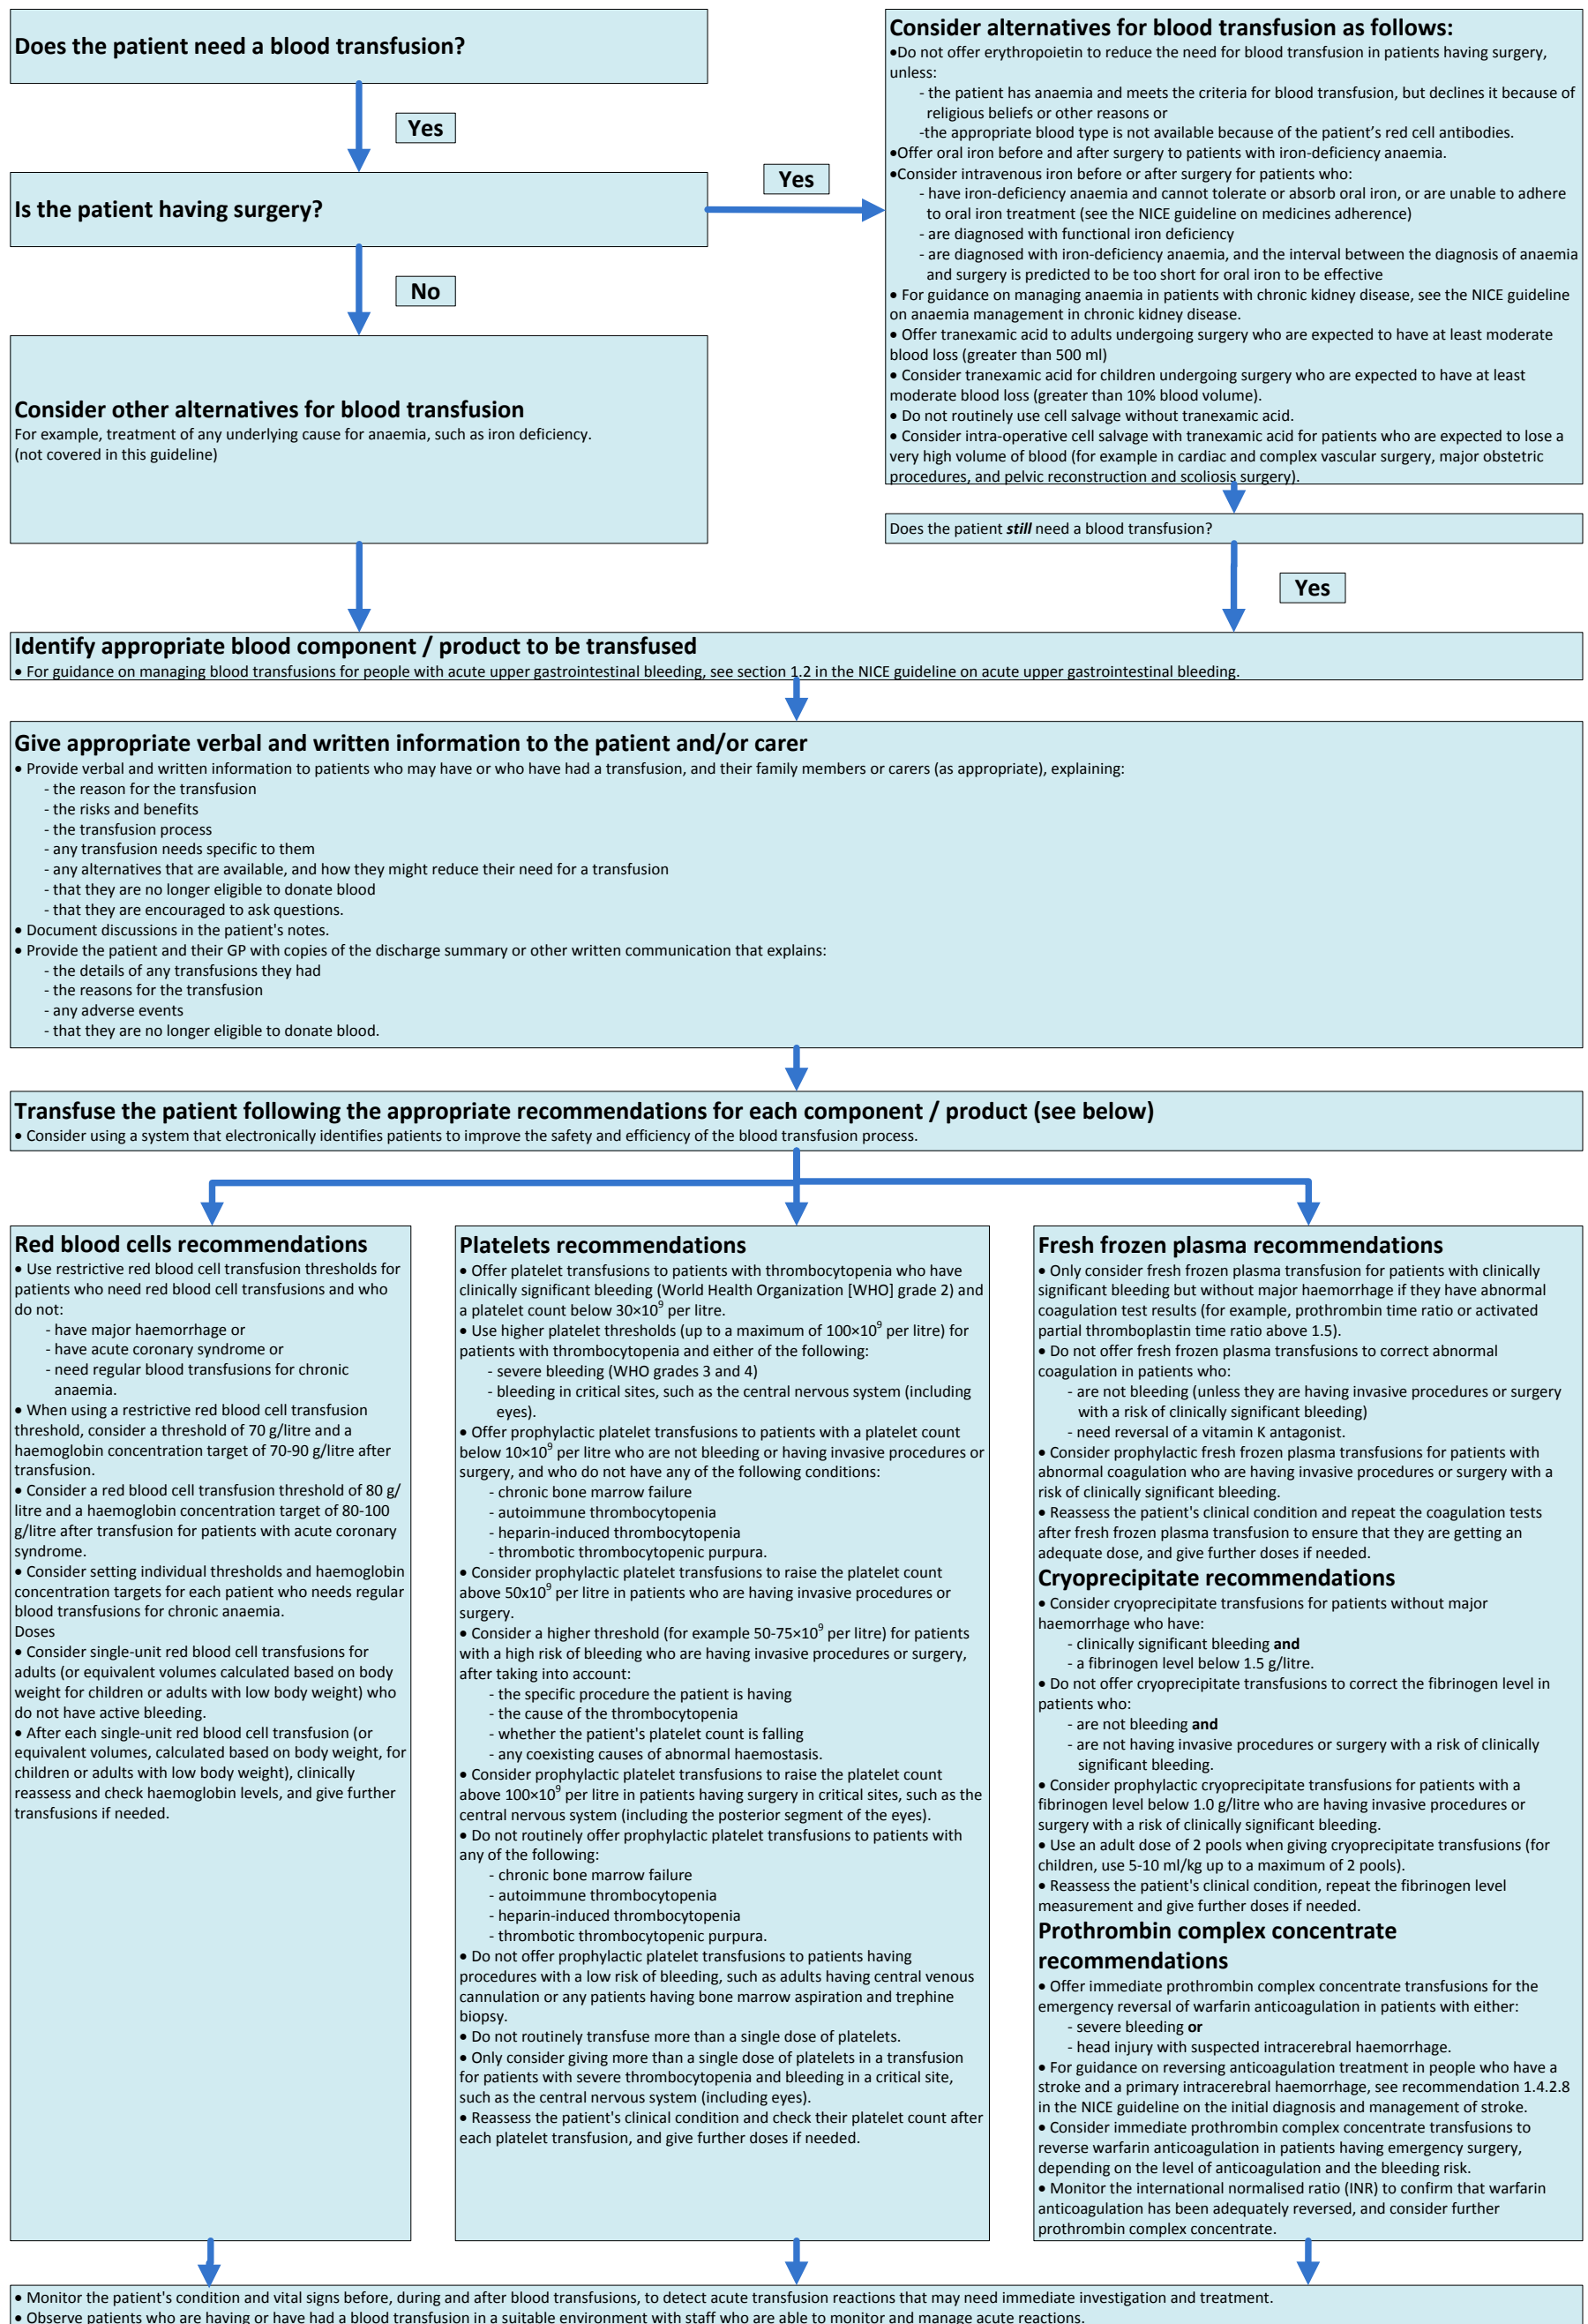 Does the patient need a blood transfusion?
Yes
Is the patient having surgery?
Yes
No
Consider other alternatives for blood transfusion
For example, treatment of any underlying cause for anaemia, such as iron deficiency.
(not covered in this guideline)
Consider alternatives for blood transfusion as follows:
•Do not offer erythropoietin to reduce the need for blood transfusion in patients having surgery,
unless:
- the patient has anaemia and meets the criteria for blood transfusion, but declines it because of
religious beliefs or other reasons or
-the appropriate blood type is not available because of the patient's red cell antibodies.
•Offer oral iron before and after surgery to patients with iron-deficiency anaemia.
•Consider intravenous iron before or after surgery for patients who:
- have iron-deficiency anaemia and cannot tolerate or absorb oral iron, or are unable to adhere
to oral iron treatment (see the NICE guideline on medicines adherence)
- are diagnosed with functional iron deficiency
- are diagnosed with iron-deficiency anaemia, and the interval between the diagnosis of anaemia
and surgery is predicted to be too short for oral iron to be effective
• For guidance on managing anaemia in patients with chronic kidney disease, see the NICE guideline
on anaemia management in chronic kidney disease.
• Offer tranexamic acid to adults undergoing surgery who are expected to have at least moderate
blood loss (greater than 500 ml)
• Consider tranexamic acid for children undergoing surgery who are expected to have at least
moderate blood loss (greater than 10% blood volume).
• Do not routinely use cell salvage without tranexamic acid.
• Consider intra-operative cell salvage with tranexamic acid for patients who are expected to lose a
very high volume of blood (for example in cardiac and complex vascular surgery, major obstetric
procedures, and pelvic reconstruction and scoliosis surgery).
Does the patient still need a blood transfusion?
Yes
Identify appropriate blood component / product to be transfused
• For guidance on managing blood transfusions for people with acute upper gastrointestinal bleeding, see section 1.2 in the NICE guideline on acute upper gastrointestinal bleeding.
Give appropriate verbal and written information to the patient and/or carer
• Provide verbal and written information to patients who may have or who have had a transfusion, and their family members or carers (as appropriate), explaining:
- the reason for the transfusion
- the risks and benefits
- the transfusion process
- any transfusion needs specific to them
- any alternatives that are available, and how they might reduce their need for a transfusion
- that they are no longer eligible to donate blood
- that they are encouraged to ask questions.
• Document discussions in the patient's notes.
• Provide the patient and their GP with copies of the discharge summary or other written communication that explains:
- the details of any transfusions they had
- the reasons for the transfusion
- any adverse events
- that they are no longer eligible to donate blood.
Transfuse the patient following the appropriate recommendations for each component / product (see below)
• Consider using a system that electronically identifies patients to improve the safety and efficiency of the blood transfusion process.
Red blood cells recommendations
• Use restrictive red blood cell transfusion thresholds for
patients who need red blood cell transfusions and who
do not:
- have major haemorrhage or
- have acute coronary syndrome or
- need regular blood transfusions for chronic
anaemia.
• When using a restrictive red blood cell transfusion
threshold, consider a threshold of 70 g/litre and a
haemoglobin concentration target of 70-90 g/litre after
transfusion.
• Consider a red blood cell transfusion threshold of 80 g/
litre and a haemoglobin concentration target of 80-100
g/litre after transfusion for patients with acute coronary
syndrome.
• Consider setting individual thresholds and haemoglobin
concentration targets for each patient who needs regular
blood transfusions for chronic anaemia.
Doses
• Consider single-unit red blood cell transfusions for
adults (or equivalent volumes calculated based on body
weight for children or adults with low body weight) who
do not have active bleeding.
• After each single-unit red blood cell transfusion (or
equivalent volumes, calculated based on body weight, for
children or adults with low body weight), clinically
reassess and check haemoglobin levels, and give further
transfusions if needed.
Platelets recommendations
• Offer platelet transfusions to patients with thrombocytopenia who have
clinically significant bleeding (World Health Organization [WHO] grade 2) and
a platelet count below 30×10⁹ per litre.
• Use higher platelet thresholds (up to a maximum of 100×10⁹ per litre) for
patients with thrombocytopenia and either of the following:
- severe bleeding (WHO grades 3 and 4)
- bleeding in critical sites, such as the central nervous system (including
eyes).
• Offer prophylactic platelet transfusions to patients with a platelet count
below 10×10⁹ per litre who are not bleeding or having invasive procedures or
surgery, and who do not have any of the following conditions:
- chronic bone marrow failure
- autoimmune thrombocytopenia
- heparin-induced thrombocytopenia
- thrombotic thrombocytopenic purpura.
• Consider prophylactic platelet transfusions to raise the platelet count
above 50x10⁹ per litre in patients who are having invasive procedures or
surgery.
• Consider a higher threshold (for example 50-75×10⁹ per litre) for patients
with a high risk of bleeding who are having invasive procedures or surgery,
after taking into account:
- the specific procedure the patient is having
- the cause of the thrombocytopenia
- whether the patient's platelet count is falling
- any coexisting causes of abnormal haemostasis.
• Consider prophylactic platelet transfusions to raise the platelet count
above 100×10⁹ per litre in patients having surgery in critical sites, such as the
central nervous system (including the posterior segment of the eyes).
• Do not routinely offer prophylactic platelet transfusions to patients with
any of the following:
- chronic bone marrow failure
- autoimmune thrombocytopenia
- heparin-induced thrombocytopenia
- thrombotic thrombocytopenic purpura.
• Do not offer prophylactic platelet transfusions to patients having
procedures with a low risk of bleeding, such as adults having central venous
cannulation or any patients having bone marrow aspiration and trephine
biopsy.
• Do not routinely transfuse more than a single dose of platelets.
• Only consider giving more than a single dose of platelets in a transfusion
for patients with severe thrombocytopenia and bleeding in a critical site,
such as the central nervous system (including eyes).
• Reassess the patient's clinical condition and check their platelet count after
each platelet transfusion, and give further doses if needed.
Fresh frozen plasma recommendations
• Only consider fresh frozen plasma transfusion for patients with clinically
significant bleeding but without major haemorrhage if they have abnormal
coagulation test results (for example, prothrombin time ratio or activated
partial thromboplastin time ratio above 1.5).
• Do not offer fresh frozen plasma transfusions to correct abnormal
coagulation in patients who:
- are not bleeding (unless they are having invasive procedures or surgery
with a risk of clinically significant bleeding)
- need reversal of a vitamin K antagonist.
• Consider prophylactic fresh frozen plasma transfusions for patients with
abnormal coagulation who are having invasive procedures or surgery with a
risk of clinically significant bleeding.
• Reassess the patient's clinical condition and repeat the coagulation tests
after fresh frozen plasma transfusion to ensure that they are getting an
adequate dose, and give further doses if needed.
Cryoprecipitate recommendations
• Consider cryoprecipitate transfusions for patients without major
haemorrhage who have:
- clinically significant bleeding and
- a fibrinogen level below 1.5 g/litre.
• Do not offer cryoprecipitate transfusions to correct the fibrinogen level in
patients who:
- are not bleeding and
- are not having invasive procedures or surgery with a risk of clinically
significant bleeding.
• Consider prophylactic cryoprecipitate transfusions for patients with a
fibrinogen level below 1.0 g/litre who are having invasive procedures or
surgery with a risk of clinically significant bleeding.
• Use an adult dose of 2 pools when giving cryoprecipitate transfusions (for
children, use 5-10 ml/kg up to a maximum of 2 pools).
• Reassess the patient's clinical condition, repeat the fibrinogen level
measurement and give further doses if needed.
Prothrombin complex concentrate
recommendations
• Offer immediate prothrombin complex concentrate transfusions for the
emergency reversal of warfarin anticoagulation in patients with either:
- severe bleeding or
- head injury with suspected intracerebral haemorrhage.
• For guidance on reversing anticoagulation treatment in people who have a
stroke and a primary intracerebral haemorrhage, see recommendation 1.4.2.8
in the NICE guideline on the initial diagnosis and management of stroke.
• Consider immediate prothrombin complex concentrate transfusions to
reverse warfarin anticoagulation in patients having emergency surgery,
depending on the level of anticoagulation and the bleeding risk.
• Monitor the international normalised ratio (INR) to confirm that warfarin
anticoagulation has been adequately reversed, and consider further
prothrombin complex concentrate.
• Monitor the patient's condition and vital signs before, during and after blood transfusions, to detect acute transfusion reactions that may need immediate investigation and treatment.
• Observe patients who are having or have had a blood transfusion in a suitable environment with staff who are able to monitor and manage acute reactions.